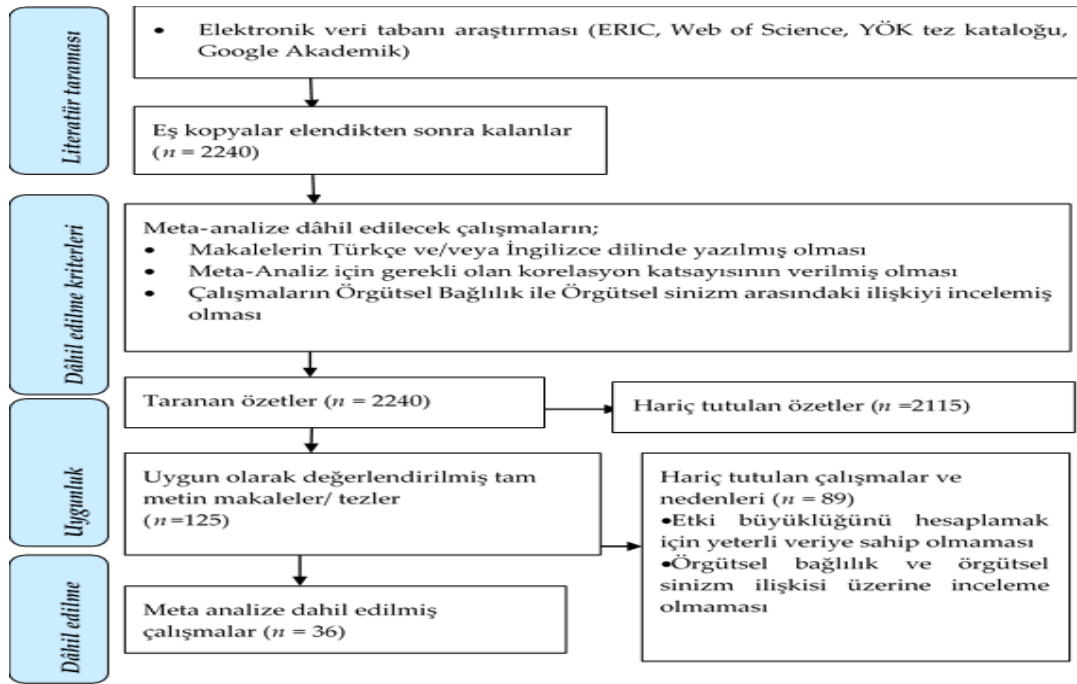 Literatür taraması
• Elektronik veri tabanı araştırması (ERIC, Web of Science, YÖK tez kataloğu,
Google Akademik)
Eş kopyalar elendikten sonra kalanlar
(n = 2240)
Dâhil edilme kriterleri
Meta-analize dâhil edilecek çalışmaların;
• Makalelerin Türkçe ve/veya İngilizce dilinde yazılmış olması
• Meta-Analiz için gerekli olan korelasyon katsayısının verilmiş olması
• Çalışmaların Örgütsel Bağlılık ile Örgütsel sinizm arasındaki ilişkiyi incelemiş
olması
Taranan özetler (n = 2240)
Hariç tutulan özetler (n =2115)
Uygunluk
Uygun olarak değerlendirilmiş tam
metin makaleler/ tezler
(n=125)
Hariç tutulan çalışmalar ve
nedenleri (n = 89)
•Etki büyüklüğünü hesaplamak
için yeterli veriye sahip olmaması
•Örgütsel bağlılık ve örgütsel
sinizm ilişkisi üzerine inceleme
olmaması
Dâhil edilme
Meta analize dahil edilmiş
çalışmalar (n = 36)